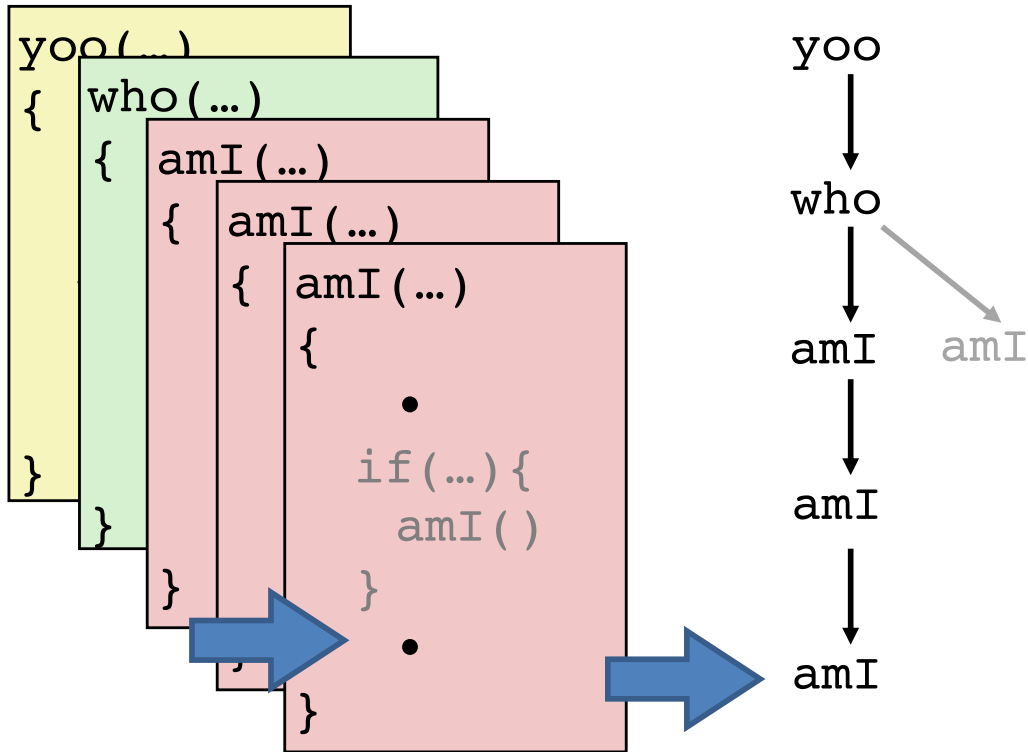 yoo(…)
{
}
who(…)
{
}
amI(…)
{
}
amI(…)
{
}
amI(…)
{
•
if(…){
amI()
}
•
}
yoo
who
amI amI
amI
amI